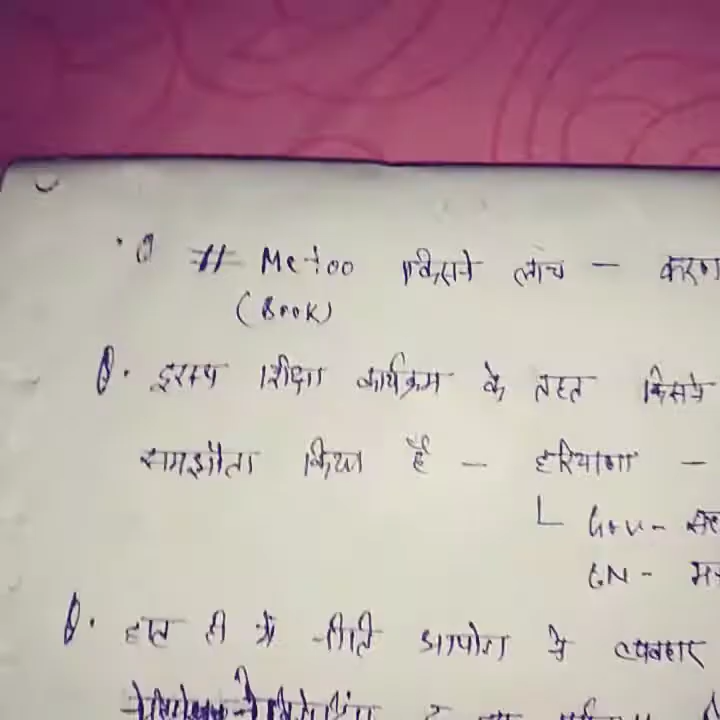 Q # Me too किसने लांच - करण
(Book)
Q. इरस्प शिक्षा कार्यक्रम के तहत किसने
समझौता किया है - हरियाणा -
Gov -
GN -
Q. हाल ही में नीति आयोग ने व्यवहार